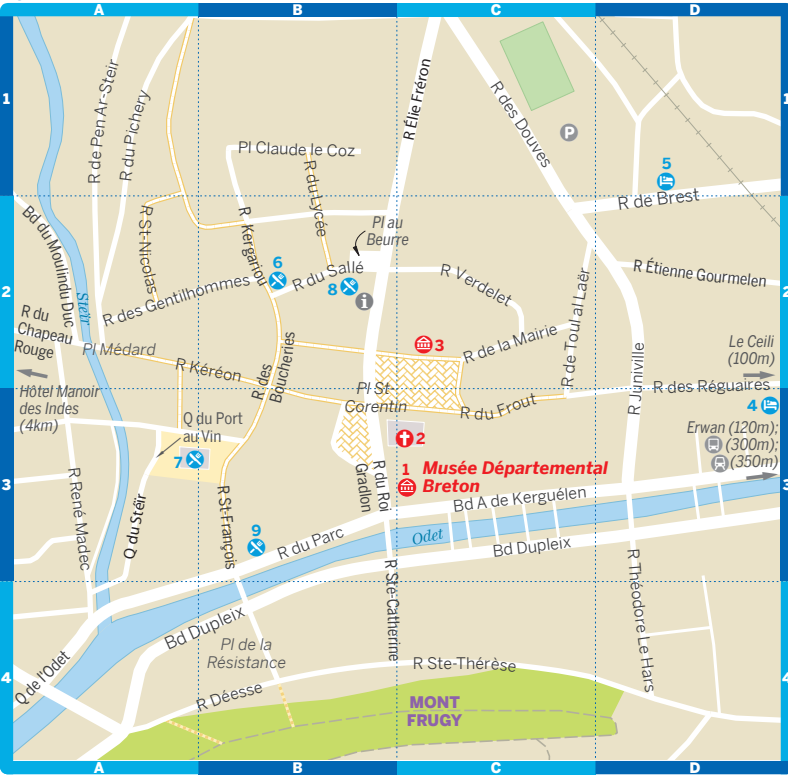 A B C D
1
R de Pen Ar-Steir
R du Pichery
Pl Claude le Coz
R du Lycée
R Élie Fréron
R des Douves
P
5
R de Brest
1
2
Bd du Moulindu Duc
Steïr
R St-Nicolas
R Kergariou
Pl au
Beurre
6
R du Sallé
8
i
R des Gentilhommes
R Verdelet
R de Toul al Laër
R Étienne Gourmelen
R du
Chapeau
Rouge
Pl Médard
R Kéréon
R des
Boucheries
3
R de la Mairie
R Juniville
Le Ceili
(100m)
2
Hôtel Manoir
des Indes
(4km)
Pl St-
Corentin
R du Frout
R des Réguaires
4
Q du Port
au Vin
7
2
Erwan (120m);
(300m);
(350m)
3
R René Madec
Q du Stéïr
R St-François
9
R du Parc
R du Roi
Gradlon
1 Musée Départemental
Breton
Bd A de Kerguélen
Odet
Bd Dupleix
3
R Ste-Catherine
R Théodore Le Hars
4
Q de l'Odet
Bd Dupleix
Pl de la
Résistance
R Déesse
R Ste-Thérèse
MONT
FRUGY
4
A B C D